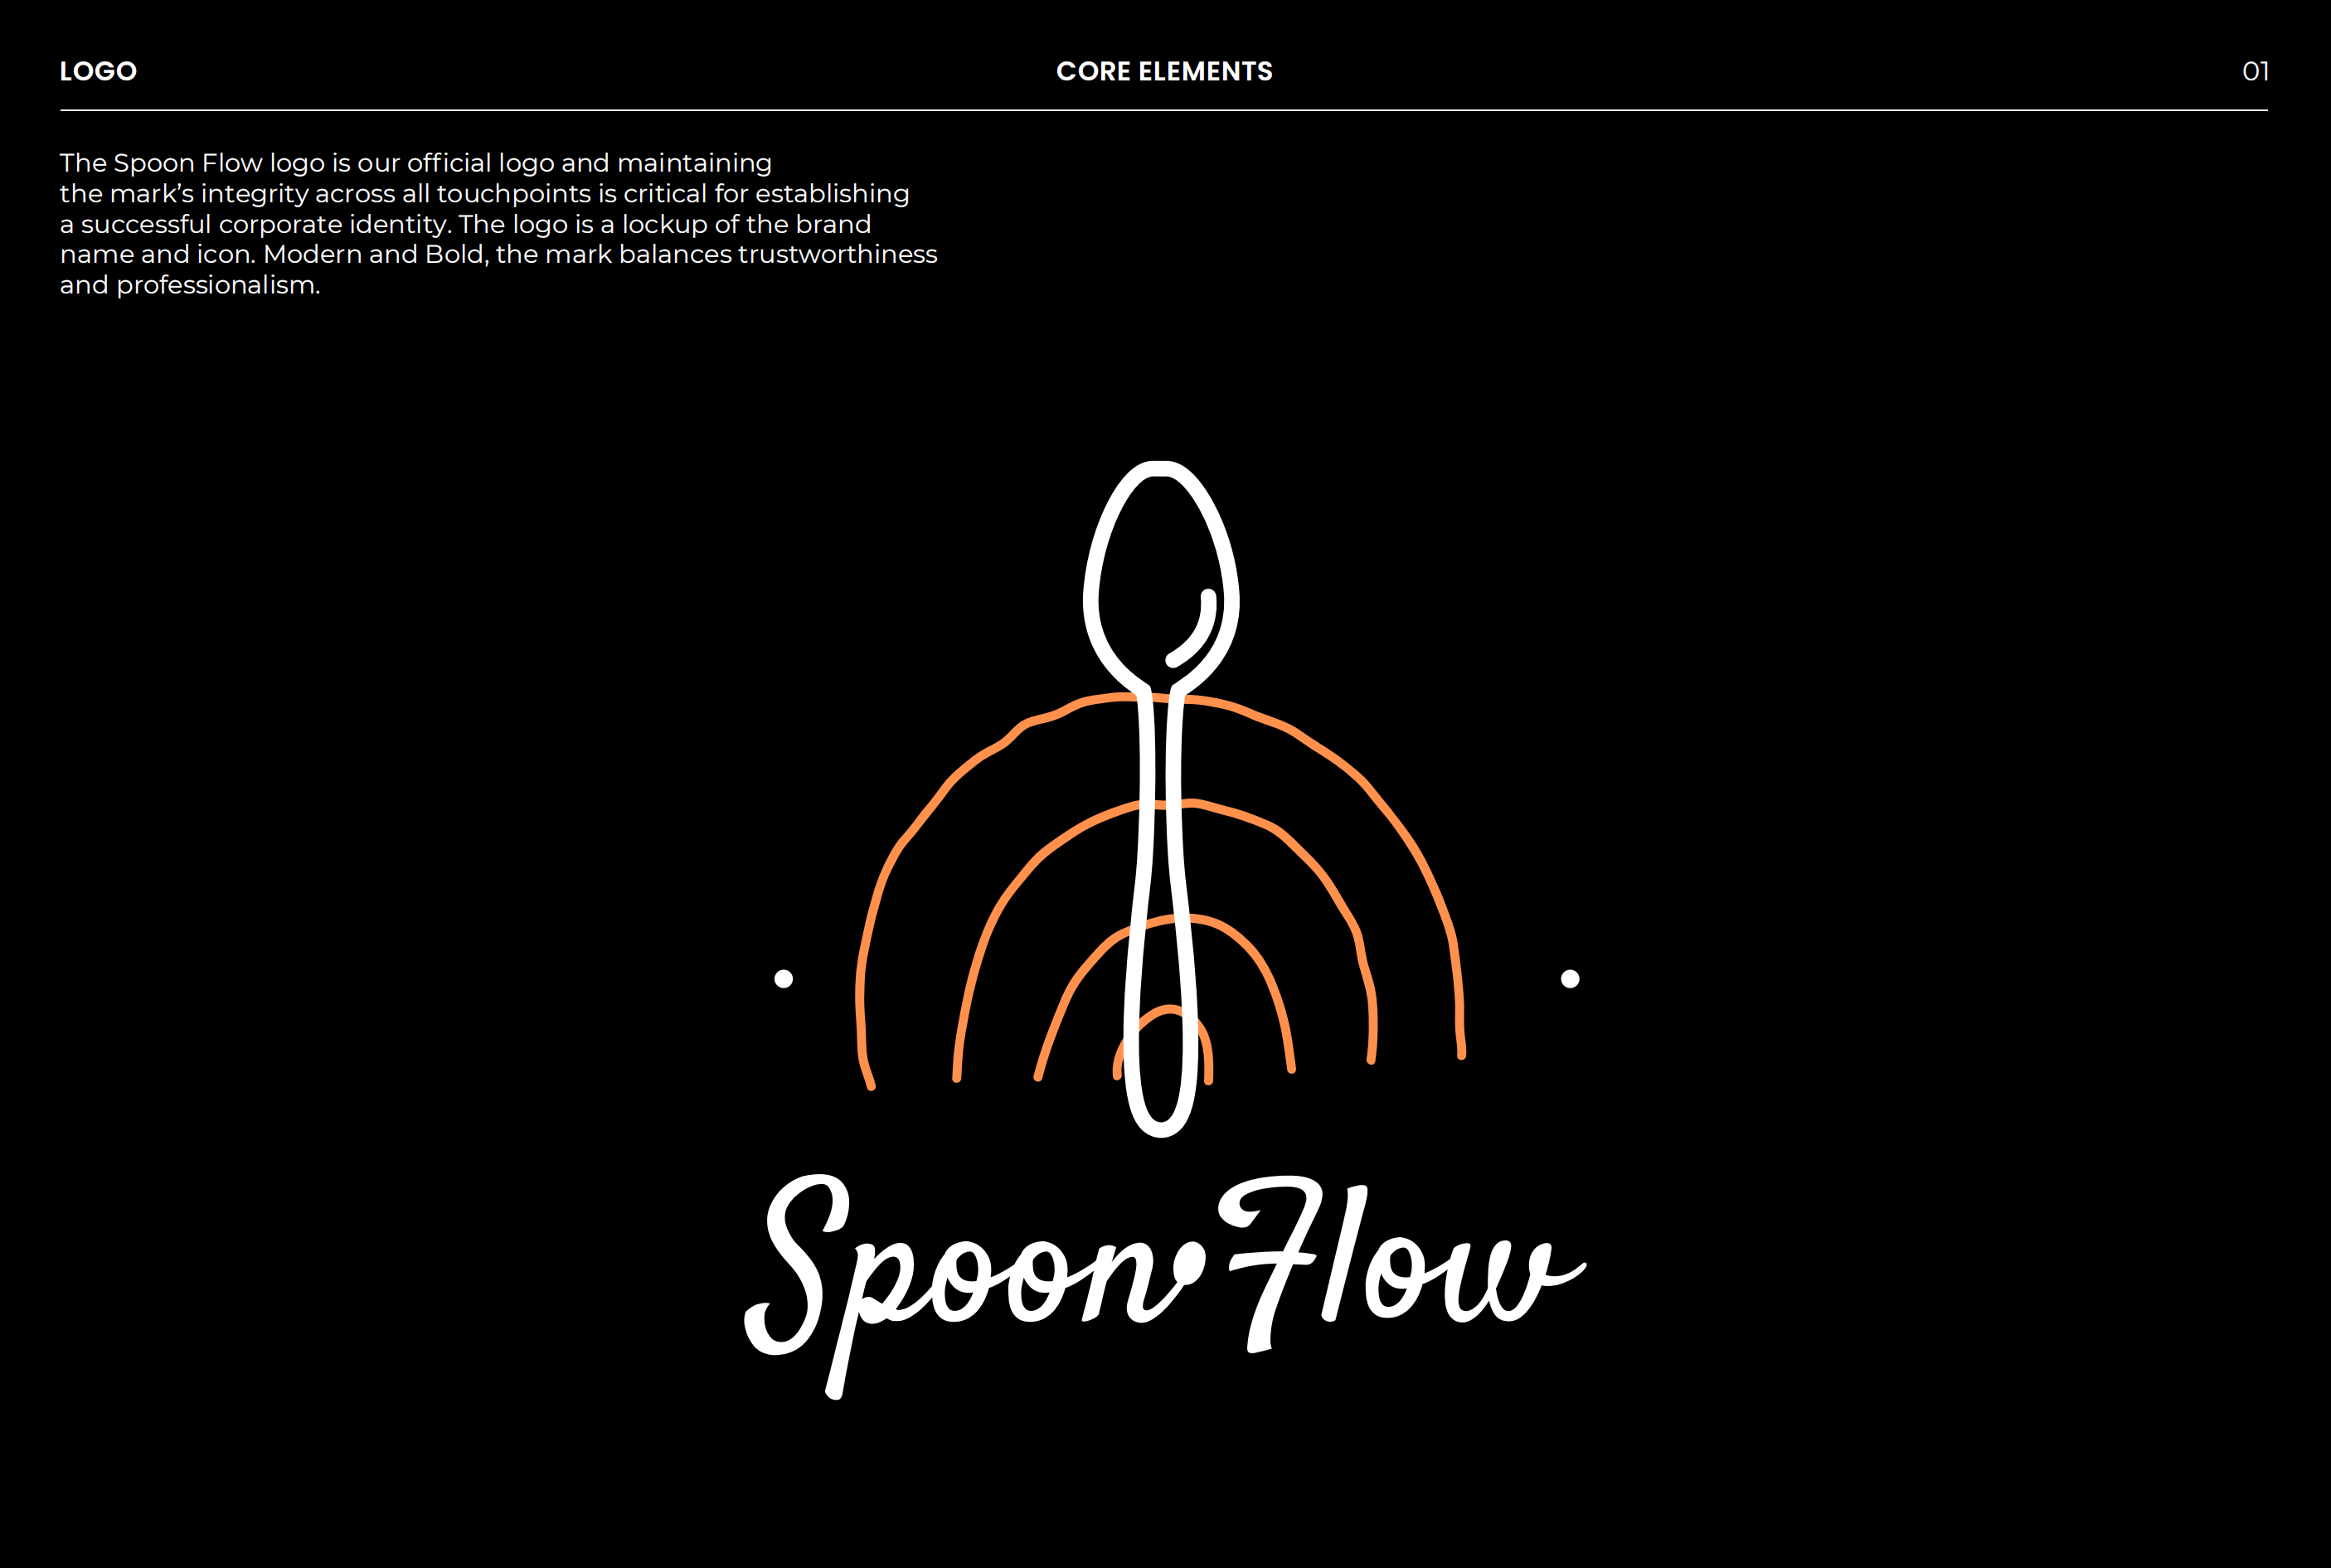 LOGO
CORE ELEMENTS
01
The Spoon Flow logo is our official logo and maintaining
the mark’s integrity across all touchpoints is critical for establishing
a successful corporate identity. The logo is a lockup of the brand
name and icon. Modern and Bold, the mark balances trustworthiness
and professionalism.
Spoon Flow